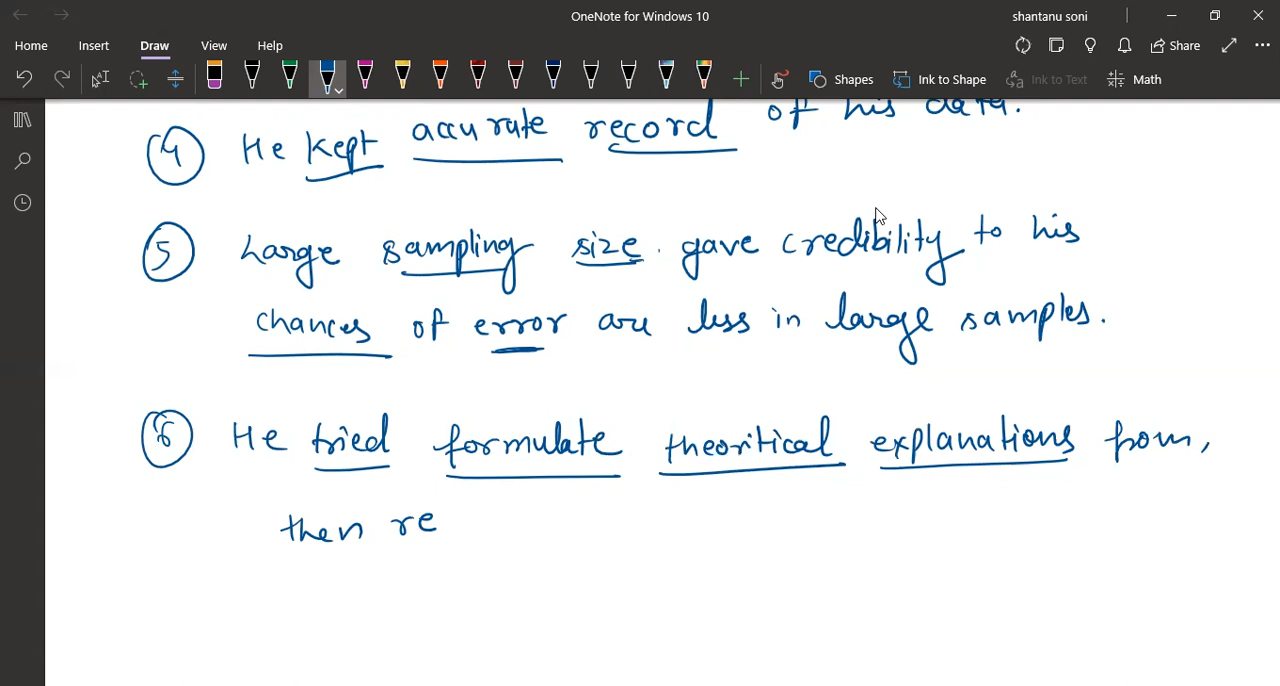 OneNote for Windows 10
shantanu soni
Home Insert Draw View Help
Share
Shapes Ink to Shape Ink to Text Math
④ He kept accurate record of his data.
⑤ Large sampling size. gave credibility to his
chances of error are less in large samples.
⑥ He tried formulate theoritical explanations from,
then re